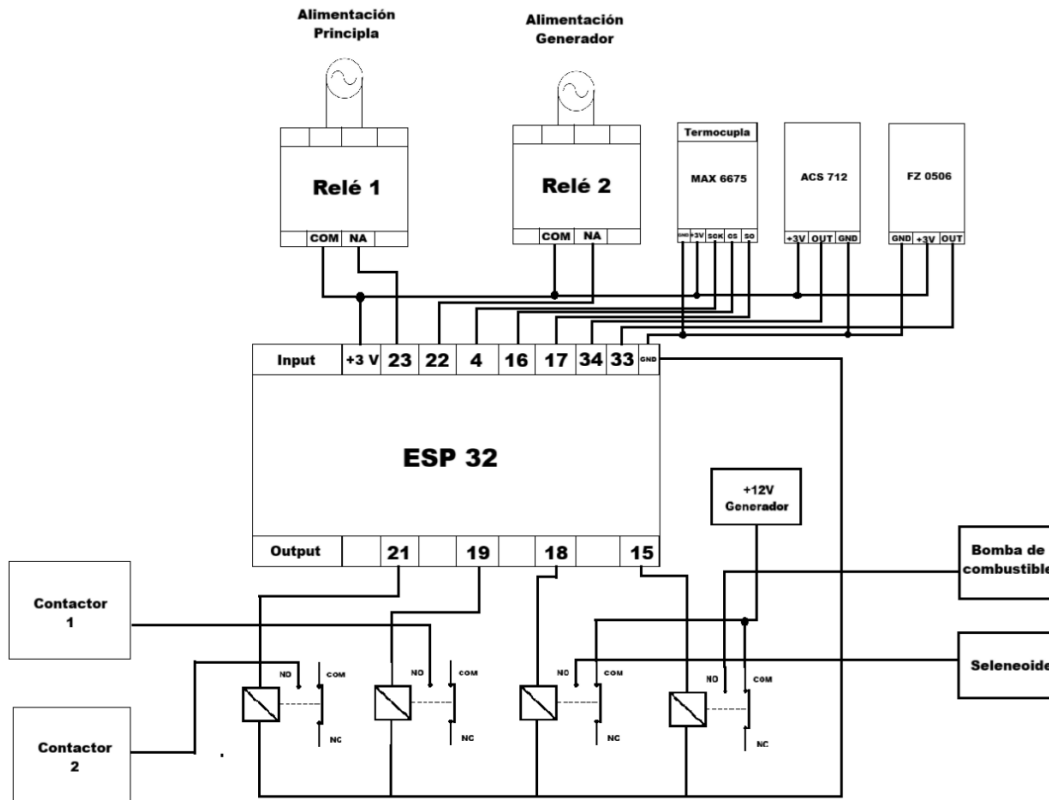 Alimentación
Principla
Alimentación
Generador
Relé 1
COM NA
Relé 2
COM NA
Termocupla
MAX 6675
GND +3V SCK CS SO
ACS 712
+3V OUT GND
FZ 0506
GND +3V OUT
Input +3 V 23 22 4 16 17 34 33 GND
ESP 32
Output 21 19 18 15
+12V
Generador
Bomba de
combustible
Seleneoide
Contactor
1
Contactor
2
NO COM
NC
NO COM
NC
NO COM
NC
NO COM
NC